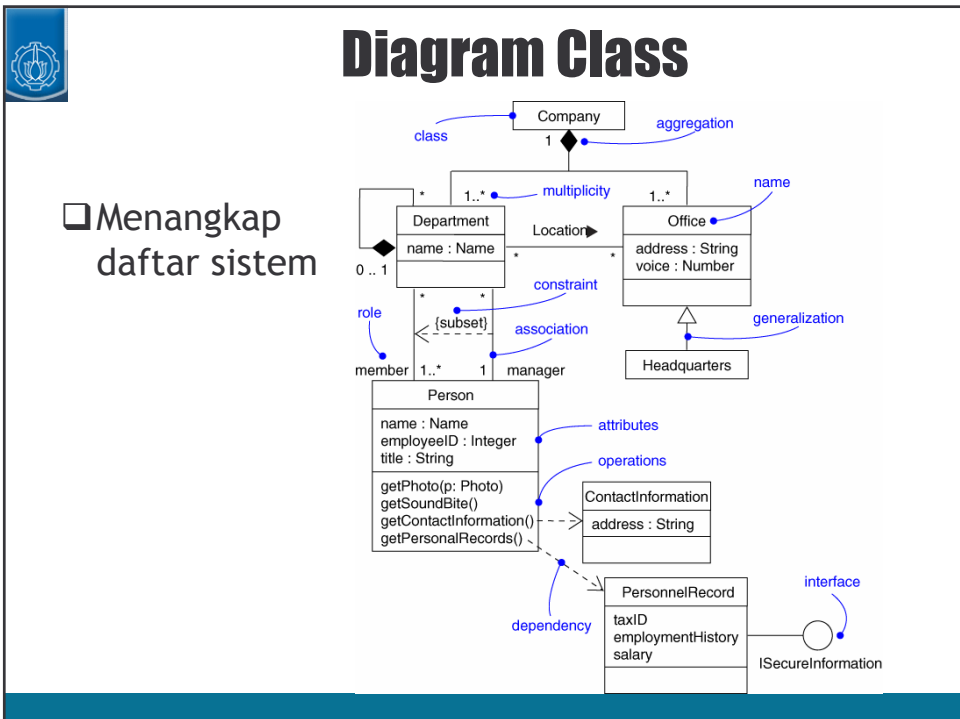 Diagram Class
❑Menangkap
daftar sistem
Company
class
aggregation
1
*
1..*
multiplicity
1..*
name
Department
Office
name : Name
Location
address : String
voice : Number
*
*
0 .. 1
*
*
constraint
role
{subset}
association
generalization
member
1..*
1
manager
Headquarters
Person
name : Name
employeeID : Integer
title : String
attributes
operations
getPhoto(p: Photo)
getSoundBite()
getContactInformation()
getPersonalRecords()
ContactInformation
address : String
dependency
PersonnelRecord
taxID
employmentHistory
salary
interface
ISecureInformation